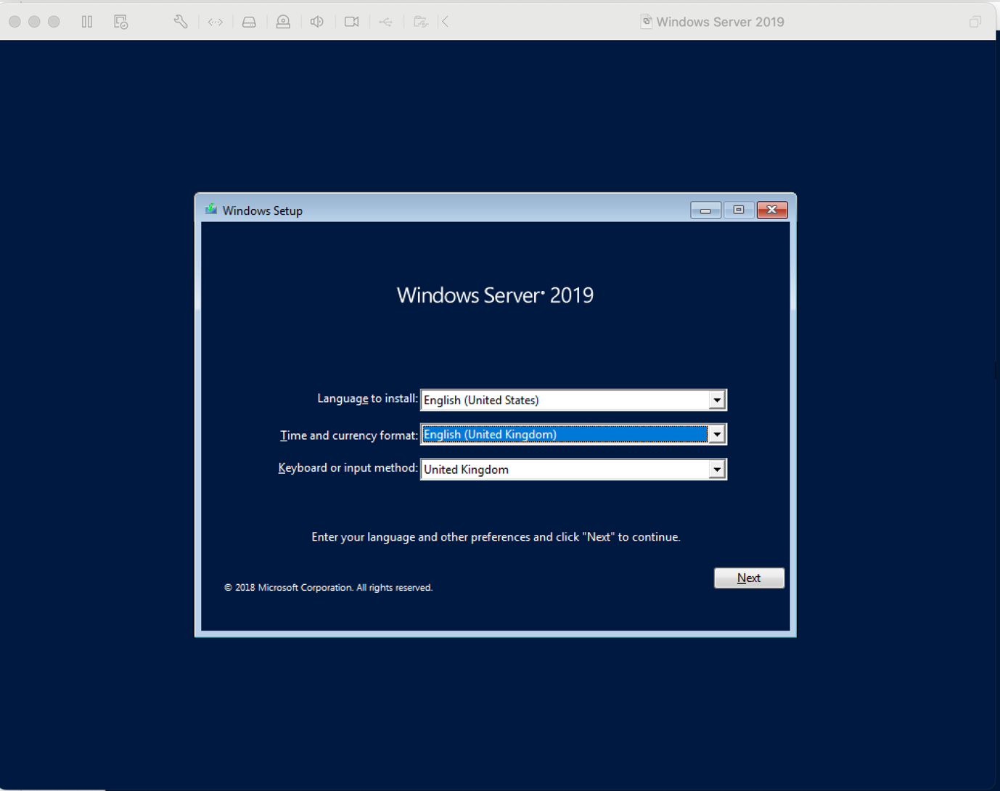 Windows Server 2019
Windows Setup
Windows Server® 2019
Language to install: English (United States)
Time and currency format: English (United Kingdom)
Keyboard or input method: United Kingdom
Enter your language and other preferences and click "Next" to continue.
Next
© 2018 Microsoft Corporation. All rights reserved.